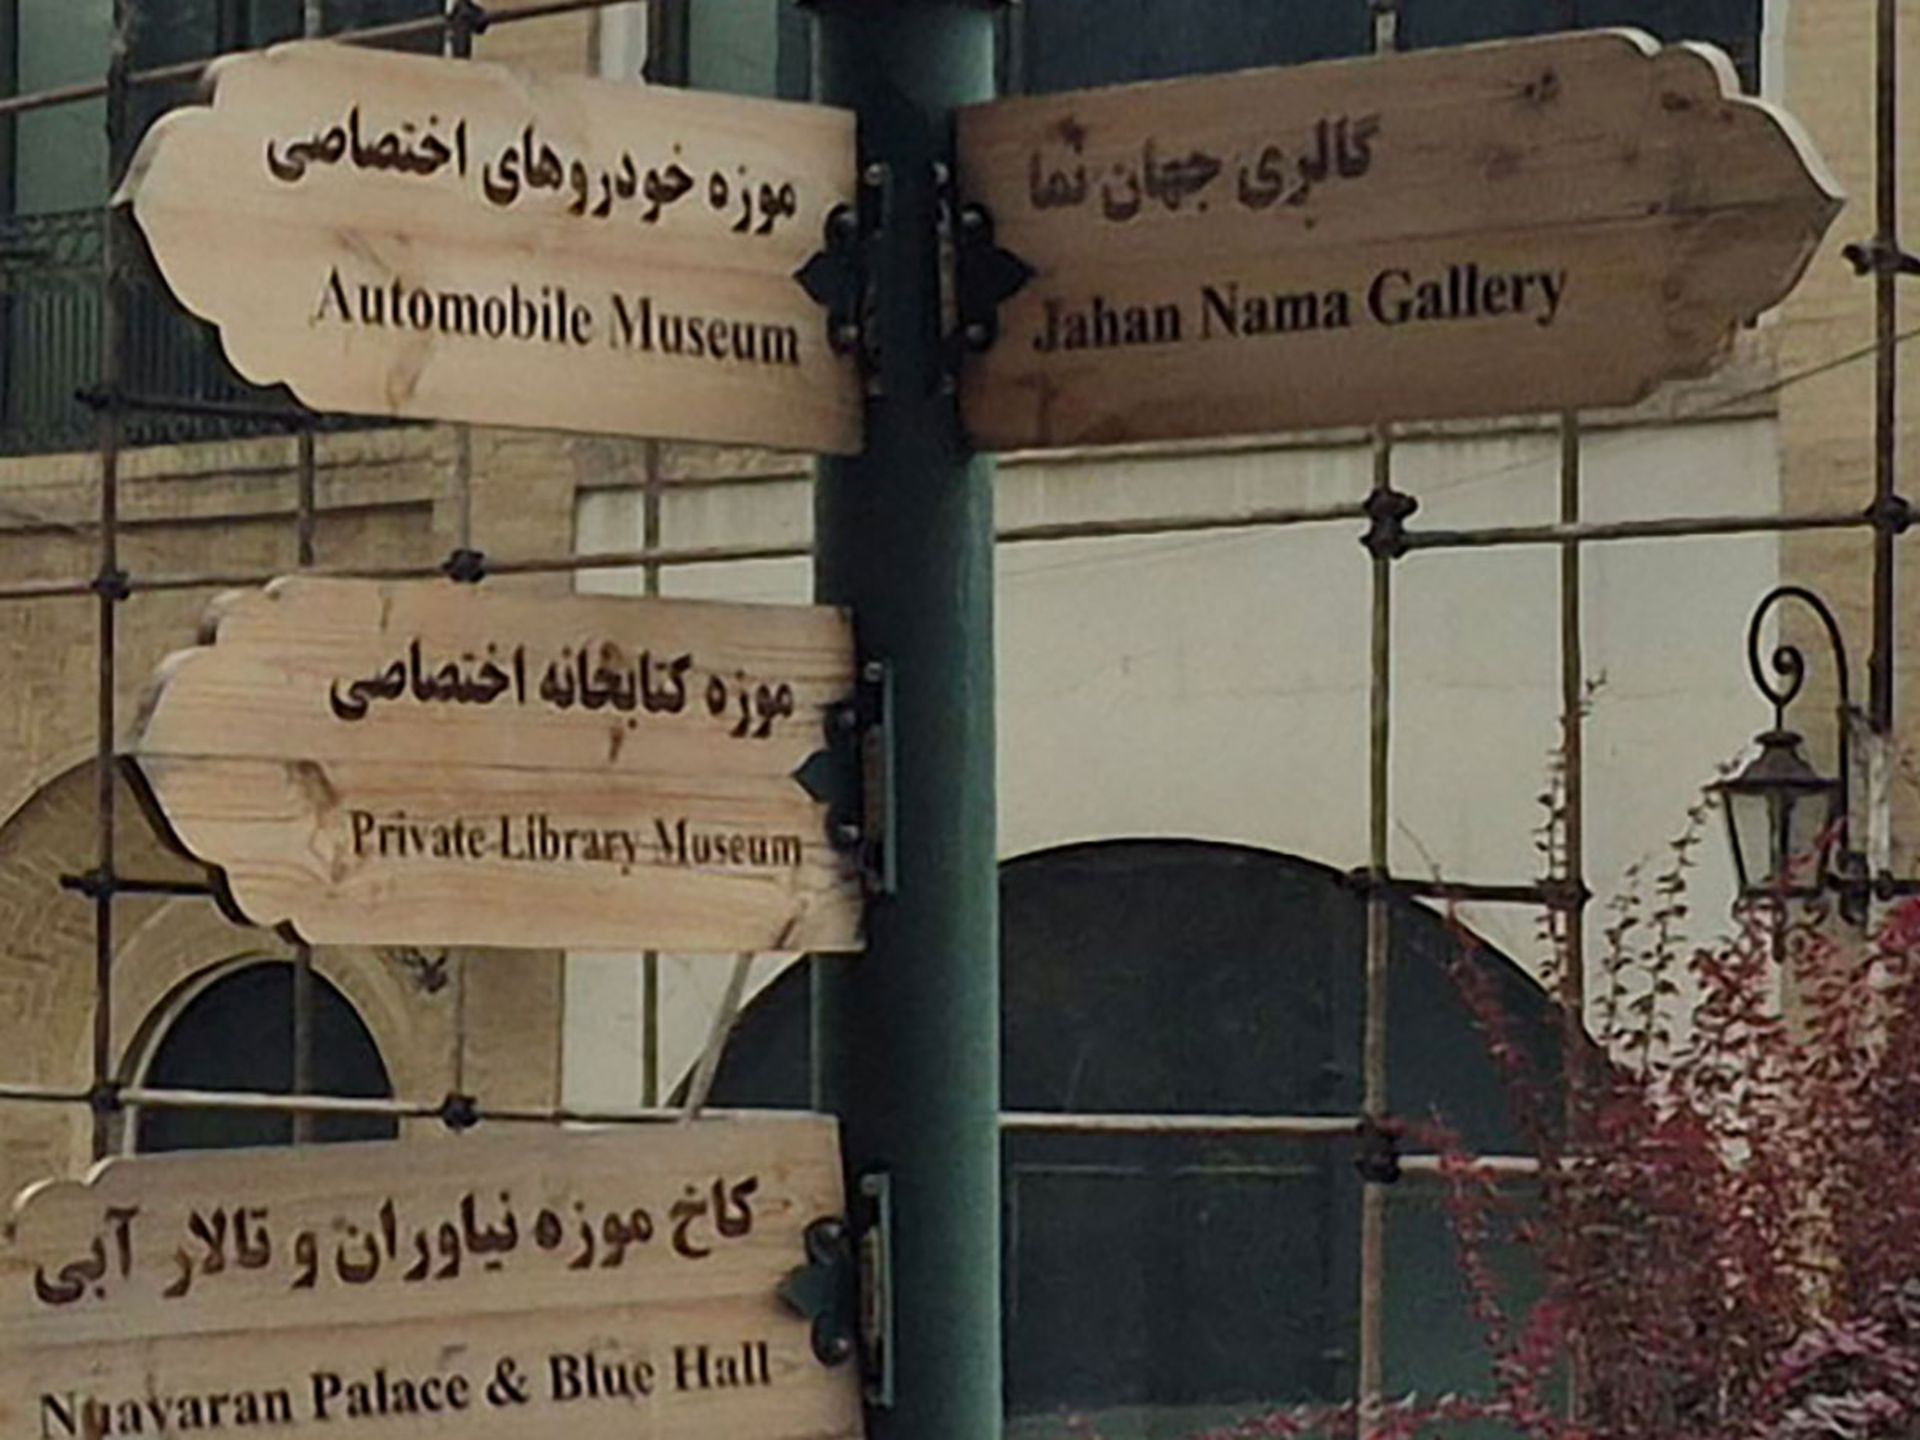 موزه خودروهای اختصاصی
Automobile Museum
گالری جهان نما
Jahan Nama Gallery
موزه کتابخانه اختصاصی
Private Library Museum
کاخ موزه نیاوران و تالار آبی
Niavaran Palace & Blue Hall